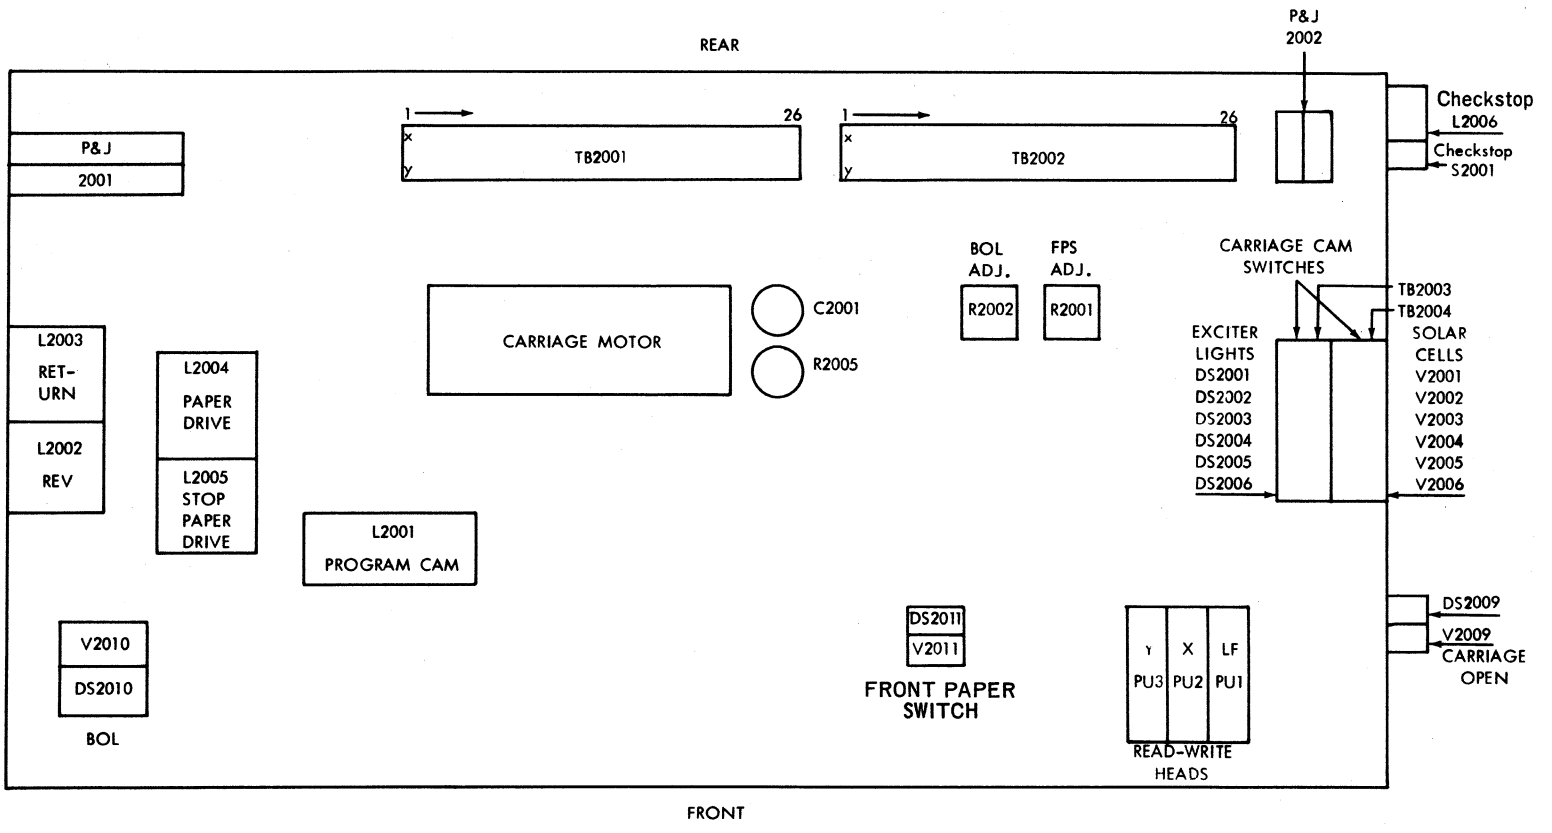 P&J
2002
REAR
1
26
1
26
Checkstop
L2006
x
TB2001
y
x
TB2002
y
P&J
2001
Checkstop
S2001
BOL
ADJ.
FPS
ADJ.
CARRIAGE CAM
SWITCHES
TB2003
TB2004
R2002
R2001
C2001
CARRIAGE MOTOR
R2005
L2003
RET-
URN
L2002
REV
L2004
PAPER
DRIVE
L2005
STOP
PAPER
DRIVE
EXCITER
LIGHTS
DS2001
DS2002
DS2003
DS2004
DS2005
DS2006
SOLAR
CELLS
V2001
V2002
V2003
V2004
V2005
V2006
L2001
PROGRAM CAM
V2010
DS2010
BOL
DS2011
V2011
FRONT PAPER
SWITCH
Y
PU3
X
PU2
LF
PU1
READ-WRITE
HEADS
DS2009
V2009
CARRIAGE
OPEN
FRONT